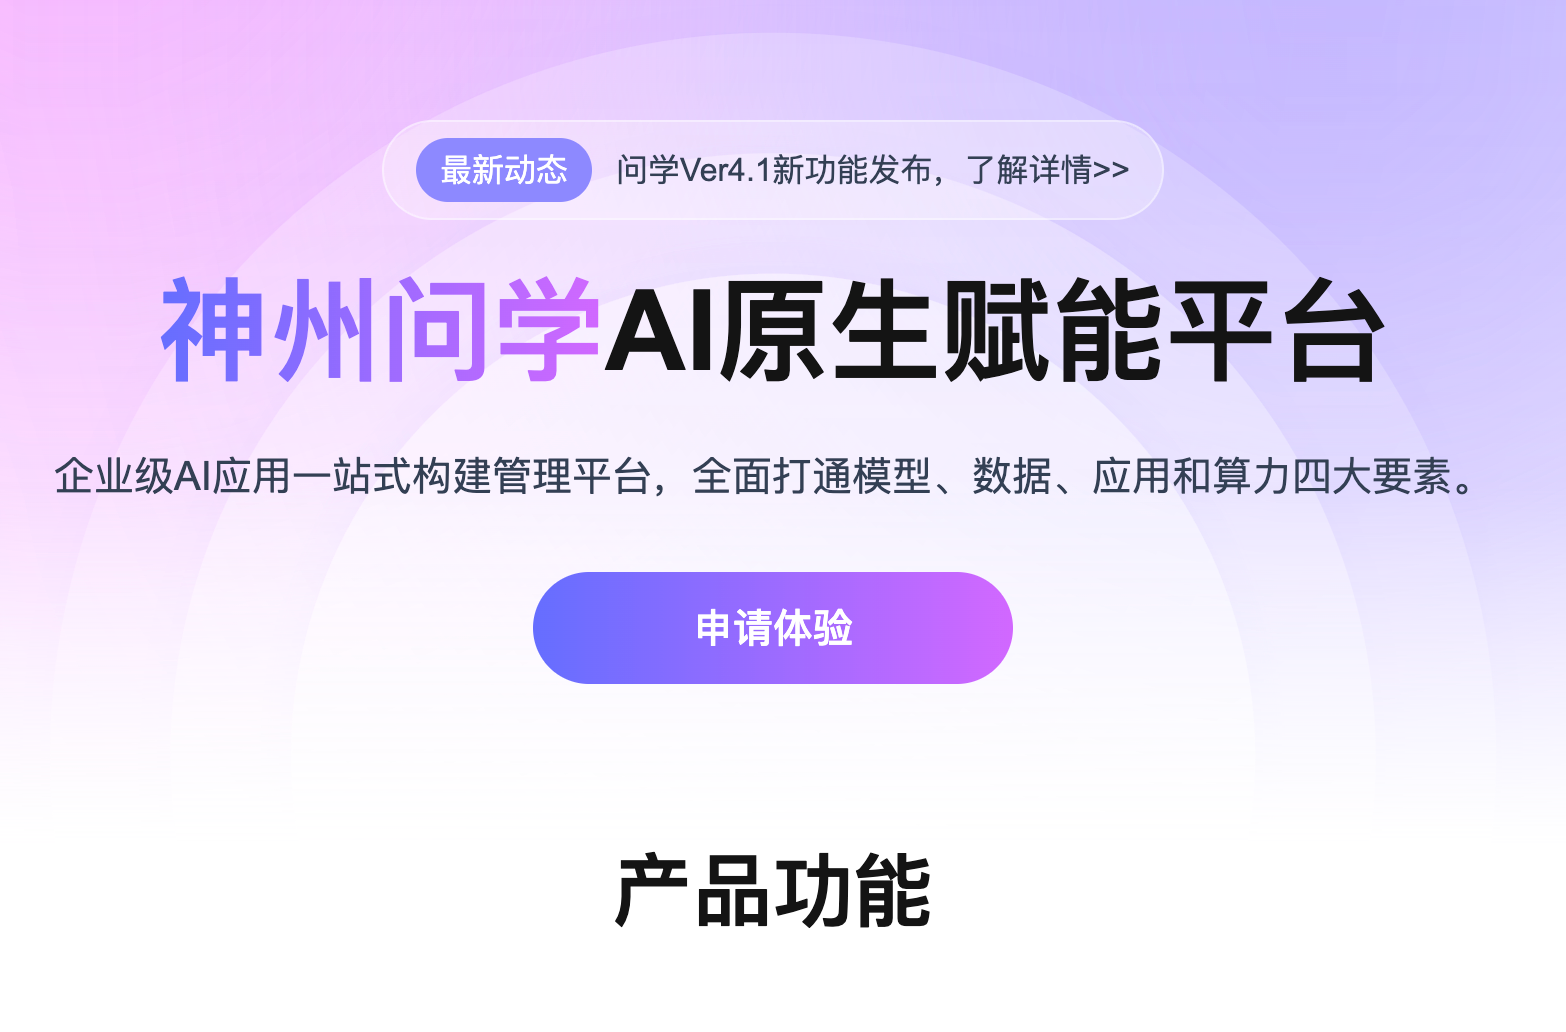 最新动态 问学Ver4.1新功能发布，了解详情>>
神州问学AI原生赋能平台
企业级AI应用一站式构建管理平台，全面打通模型、数据、应用和算力四大要素。
申请体验
产品功能